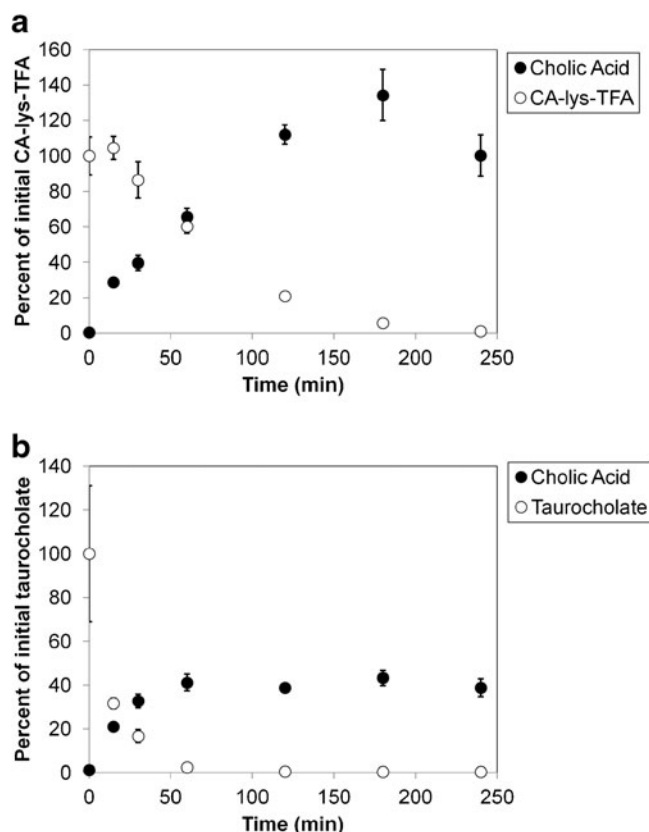 a
160
140
120
100
80
60
40
20
0
Percent of initial CA-lys-TFA
0 50 100 150 200 250
Time (min)
Cholic Acid
CA-lys-TFA
b
140
120
100
80
60
40
20
0
Percent of initial taurocholate
0 50 100 150 200 250
Time (min)
Cholic Acid
Taurocholate